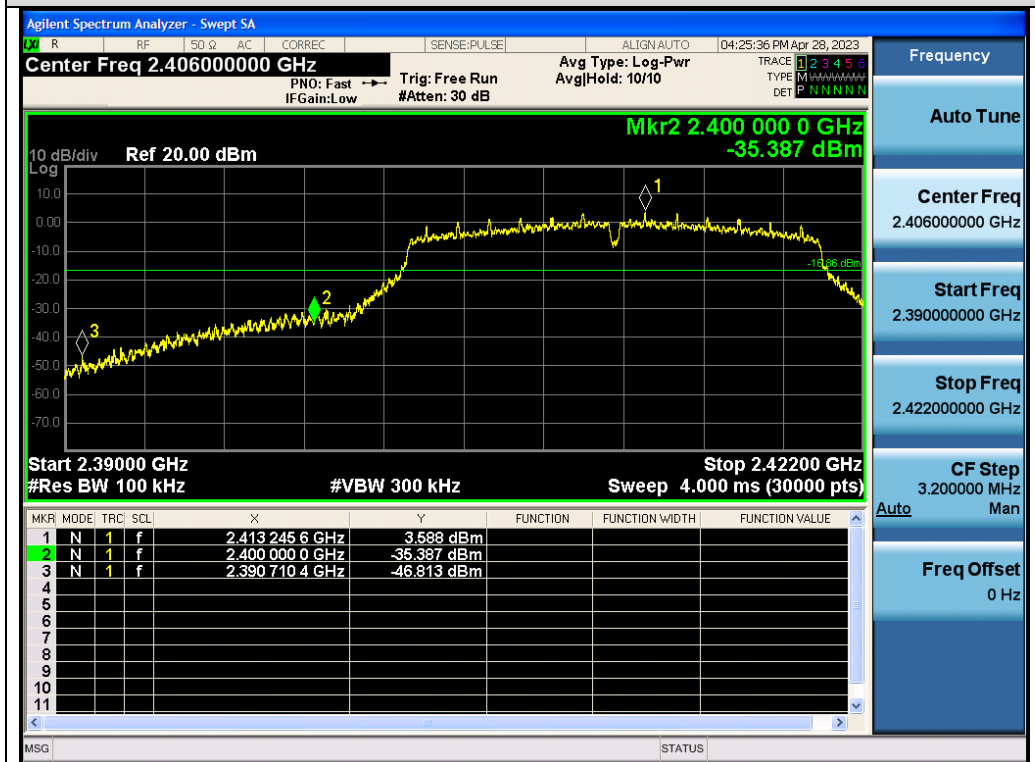 Agilent Spectrum Analyzer - Swept SA
LXI R RF 50 Ω AC CORREC SENSE:PULSE ALIGN AUTO 04:25:36 PM Apr 28, 2023
Center Freq 2.406000000 GHz
PNO: Fast
IFGain:Low
Trig: Free Run
#Atten: 30 dB
Avg Type: Log-Pwr
Avg|Hold: 10/10
TRACE 1 2 3 4 5 6
TYPE M WWWWW
DET P N N N N N
Mkr2 2.400 000 0 GHz
-35.387 dBm
10 dB/div Ref 20.00 dBm
Log
10.0
0.00
-10.0
-20.0
-30.0
-40.0
-50.0
-60.0
-70.0
1
2
3
-16.86 dBm
Start 2.39000 GHz Stop 2.42200 GHz
#Res BW 100 kHz #VBW 300 kHz Sweep 4.000 ms (30000 pts)
MKR MODE TRC SCL X Y FUNCTION FUNCTION WIDTH FUNCTION VALUE
1 N 1 f 2.413 245 6 GHz 3.588 dBm
2 N 1 f 2.400 000 0 GHz -35.387 dBm
3 N 1 f 2.390 710 4 GHz -46.813 dBm
4
5
6
7
8
9
10
11
MSG STATUS
Frequency
Auto Tune
Center Freq
2.406000000 GHz
Start Freq
2.390000000 GHz
Stop Freq
2.422000000 GHz
CF Step
3.200000 MHz
Auto Man
Freq Offset
0 Hz